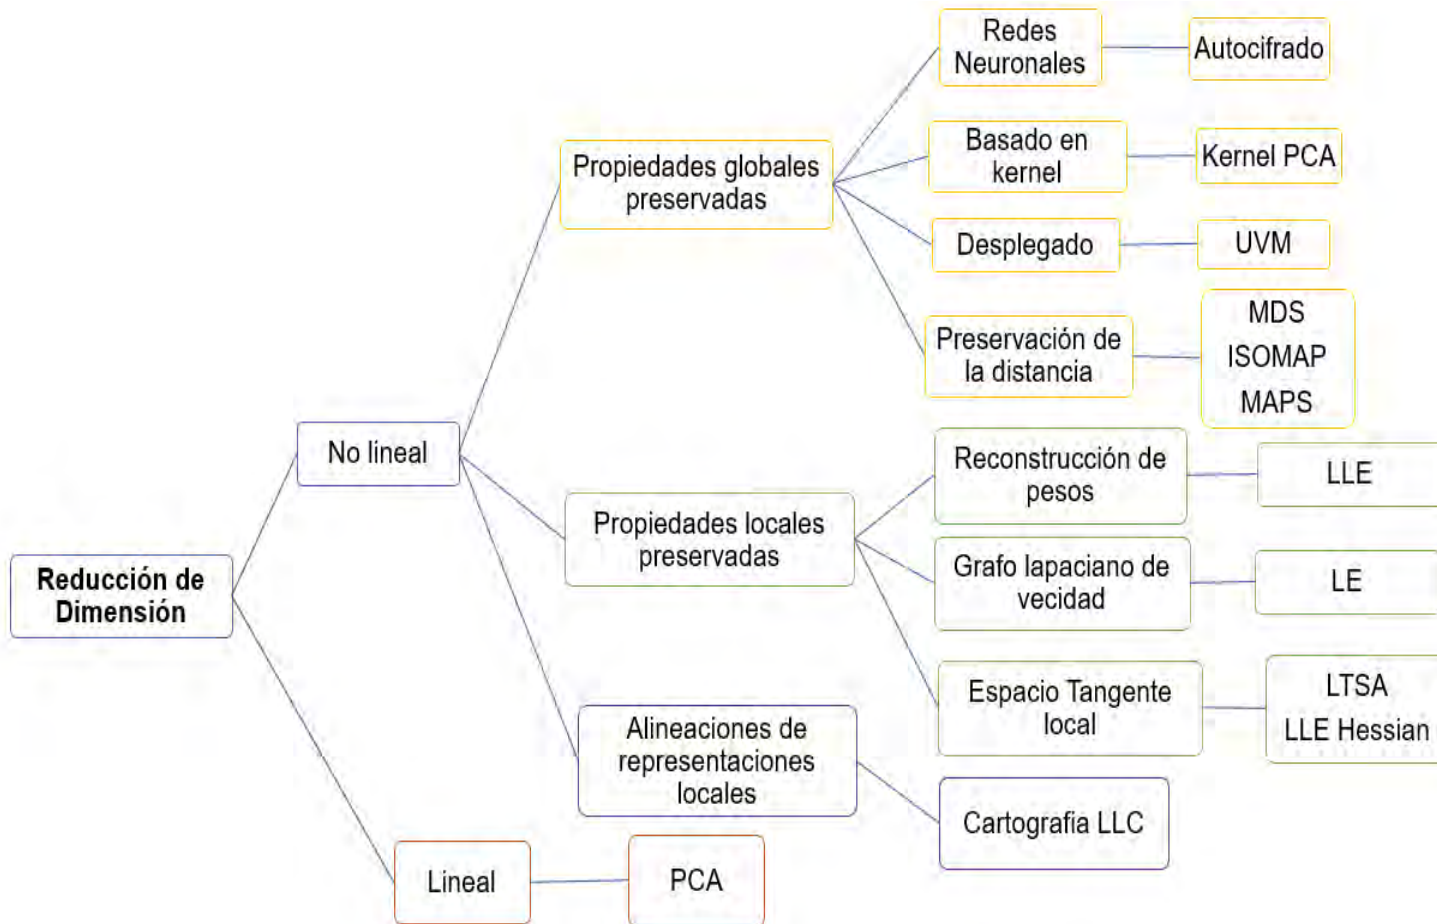 Reducción de
Dimensión
No lineal
Propiedades globales
preservadas
Redes
Neuronales
Autocifrado
Basado en
kernel
Kernel PCA
Desplegado
UVM
Preservación de
la distancia
MDS
ISOMAP
MAPS
Propiedades locales
preservadas
Reconstrucción de
pesos
LLE
Grafo lapaciano de
vecidad
LE
Espacio Tangente
local
LTSA
LLE Hessian
Alineaciones de
representaciones
locales
Cartografia LLC
Lineal
PCA